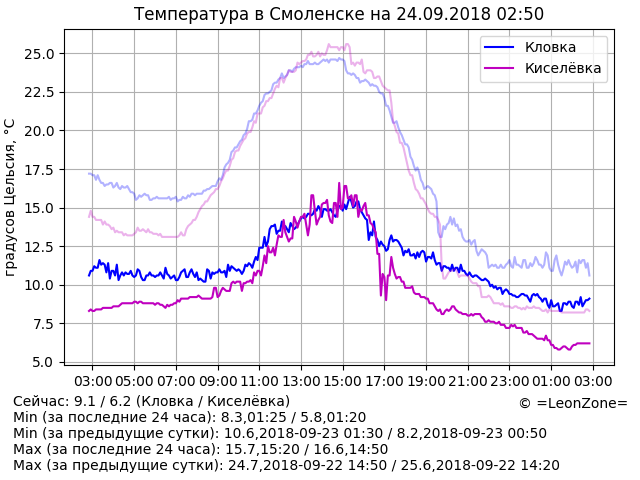 Температура в Смоленске на 24.09.2018 02:50
Кловка
Киселёвка
градусов Цельсия, °C
25.0
22.5
20.0
17.5
15.0
12.5
10.0
7.5
5.0
03:00 05:00 07:00 09:00 11:00 13:00 15:00 17:00 19:00 21:00 23:00 01:00 03:00
Сейчас: 9.1 / 6.2 (Кловка / Киселёвка)
© =LeonZone=
Min (за последние 24 часа): 8.3,01:25 / 5.8,01:20
Min (за предыдущие сутки): 10.6,2018-09-23 01:30 / 8.2,2018-09-23 00:50
Max (за последние 24 часа): 15.7,15:20 / 16.6,14:50
Max (за предыдущие сутки): 24.7,2018-09-22 14:50 / 25.6,2018-09-22 14:20